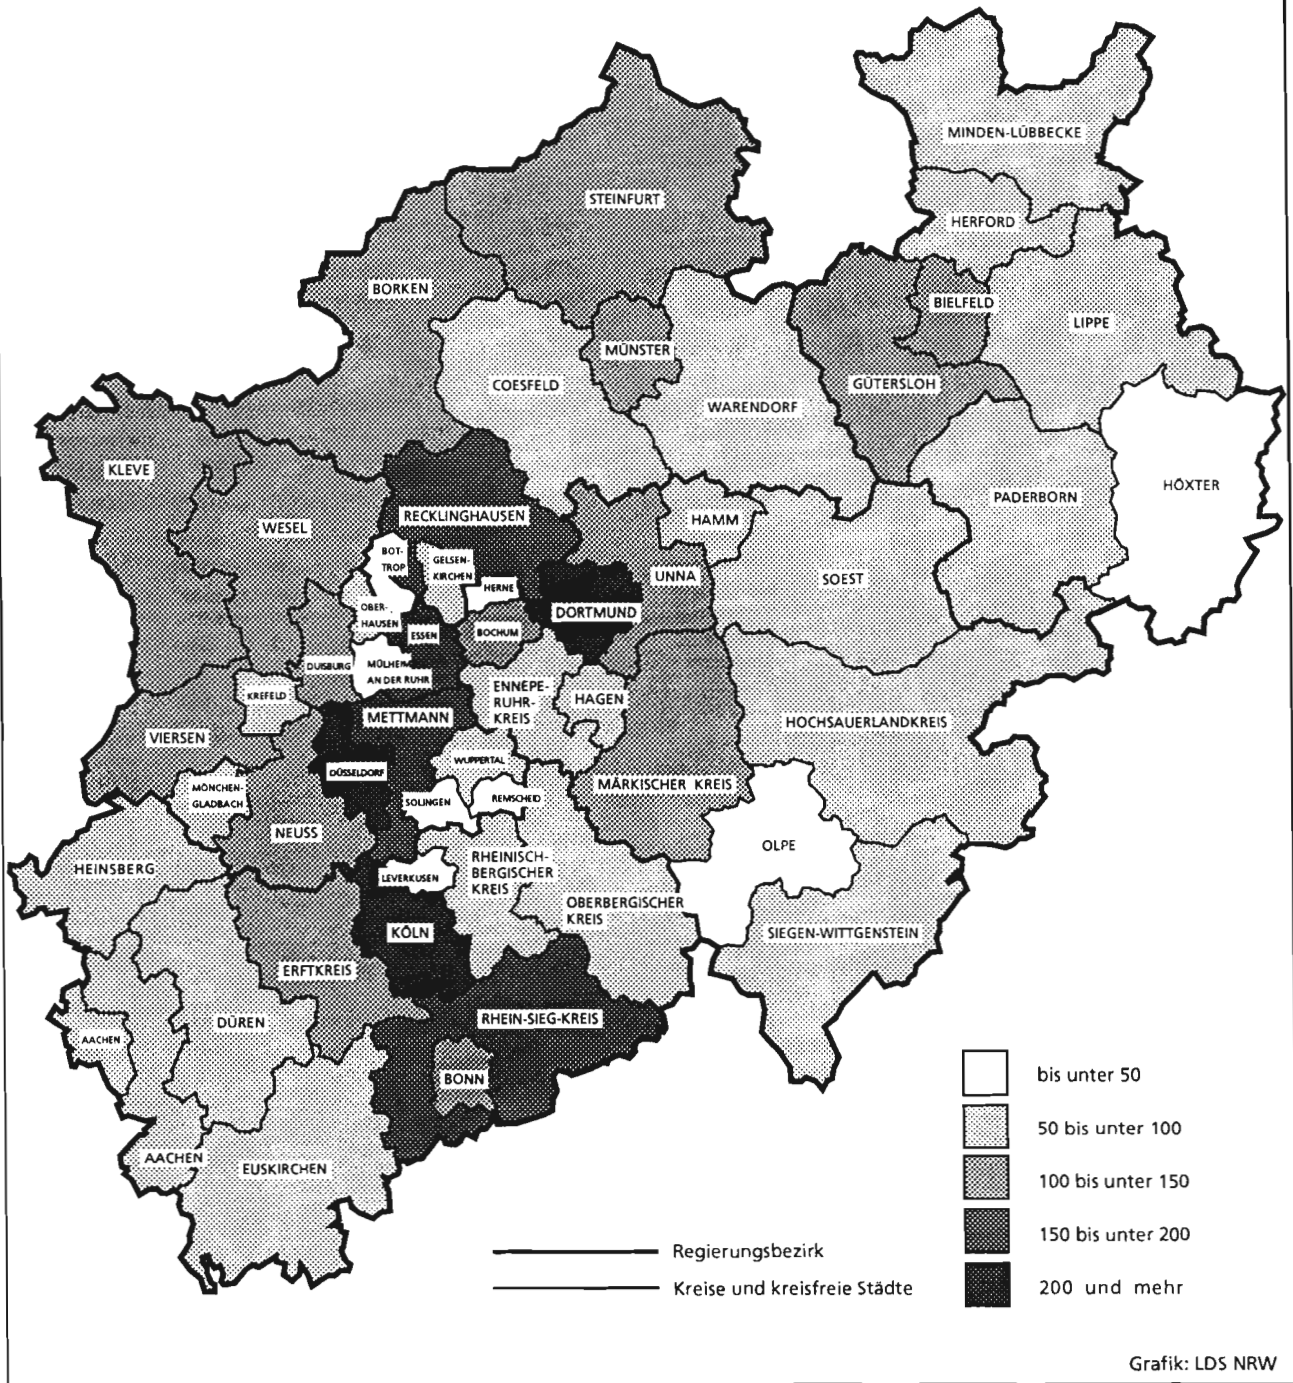 MINDEN-LÜBBECKE
STEINFURT
HERFORD
BORKEN
BIELFELD
LIPPE
MÜNSTER
COESFELD
GÜTERSLOH
WARENDORF
KLEVE
HÖXTER
PADERBORN
WESEL
RECKLINGHAUSEN
HAMM
BOT-
TROP
GELSEN-
KIRCHEN
UNNA
SOEST
HERNE
OBER-
HAUSEN
DORTMUND
ESSEN
BOCHUM
DUISBURG
MÜLHEIM
AN DER RUHR
KREFELD
ENNEPE-
RUHR-
KREIS
HAGEN
METTMANN
HOCHSAUERLANDKREIS
VIERSEN
WUPPERTAL
DÜSSELDORF
MÖNCHEN-
GLADBACH
MÄRKISCHER KREIS
SOLINGEN
REMSCHEID
NEUSS
OLPE
HEINSBERG
RHEINISCH-
BERGISCHER
KREIS
LEVERKUSEN
OBERBERGISCHER
KREIS
KÖLN
SIEGEN-WITTGENSTEIN
ERFTKREIS
RHEIN-SIEG-KREIS
DÜREN
AACHEN
BONN
AACHEN
EUSKIRCHEN
bis unter 50
50 bis unter 100
100 bis unter 150
150 bis unter 200
200 und mehr
Regierungsbezirk
Kreise und kreisfreie Städte
Grafik: LDS NRW